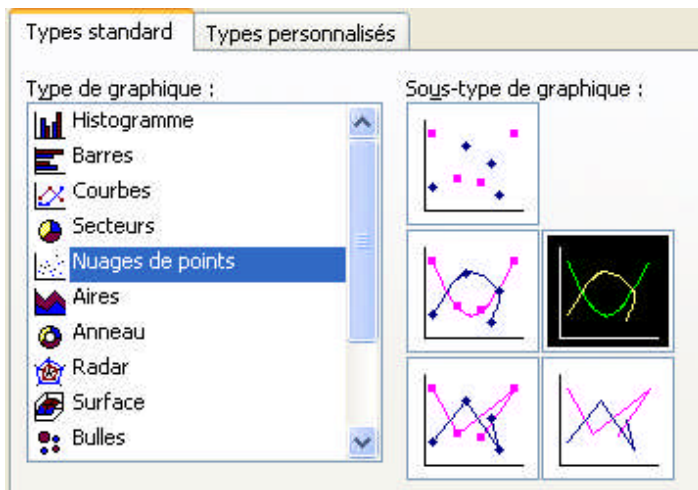 Types standard
Types personnalisés
Type de graphique :
Histogramme
Barres
Courbes
Secteurs
Nuages de points
Aires
Anneau
Radar
Surface
Bulles
Sous-type de graphique :